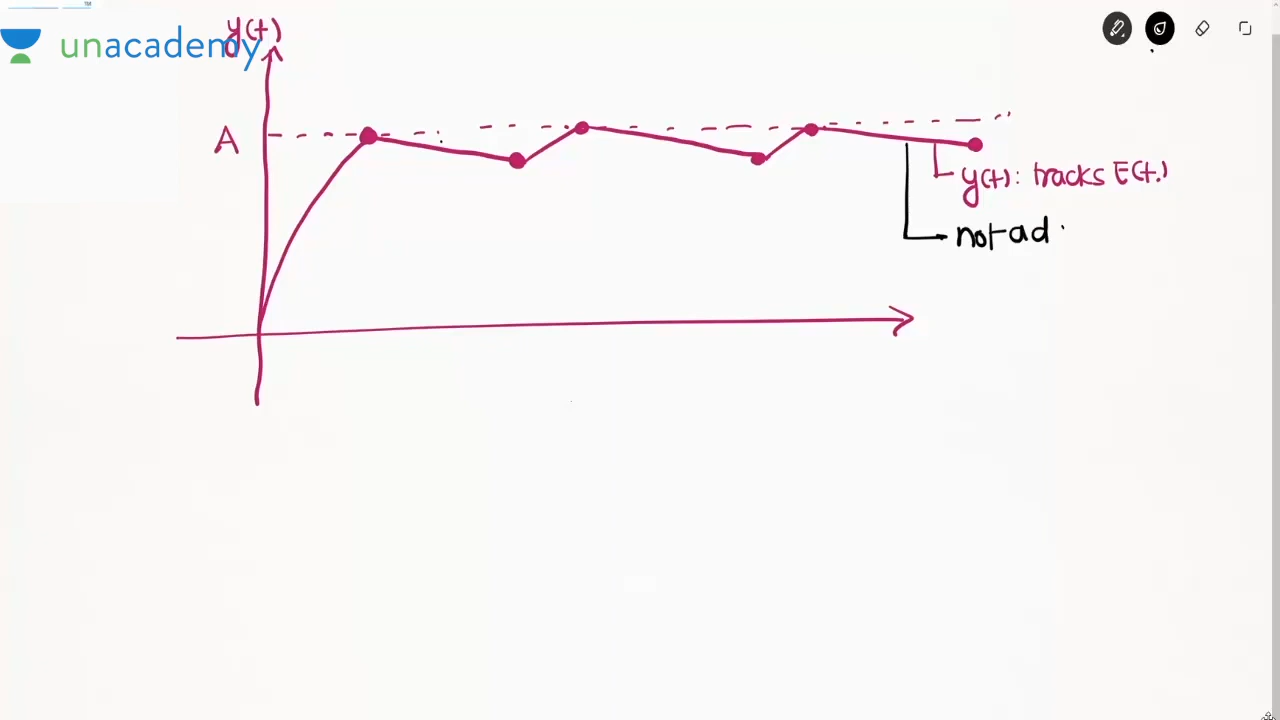 y(t)
unacademy
A
y(t): tracks E(t.)
not ad